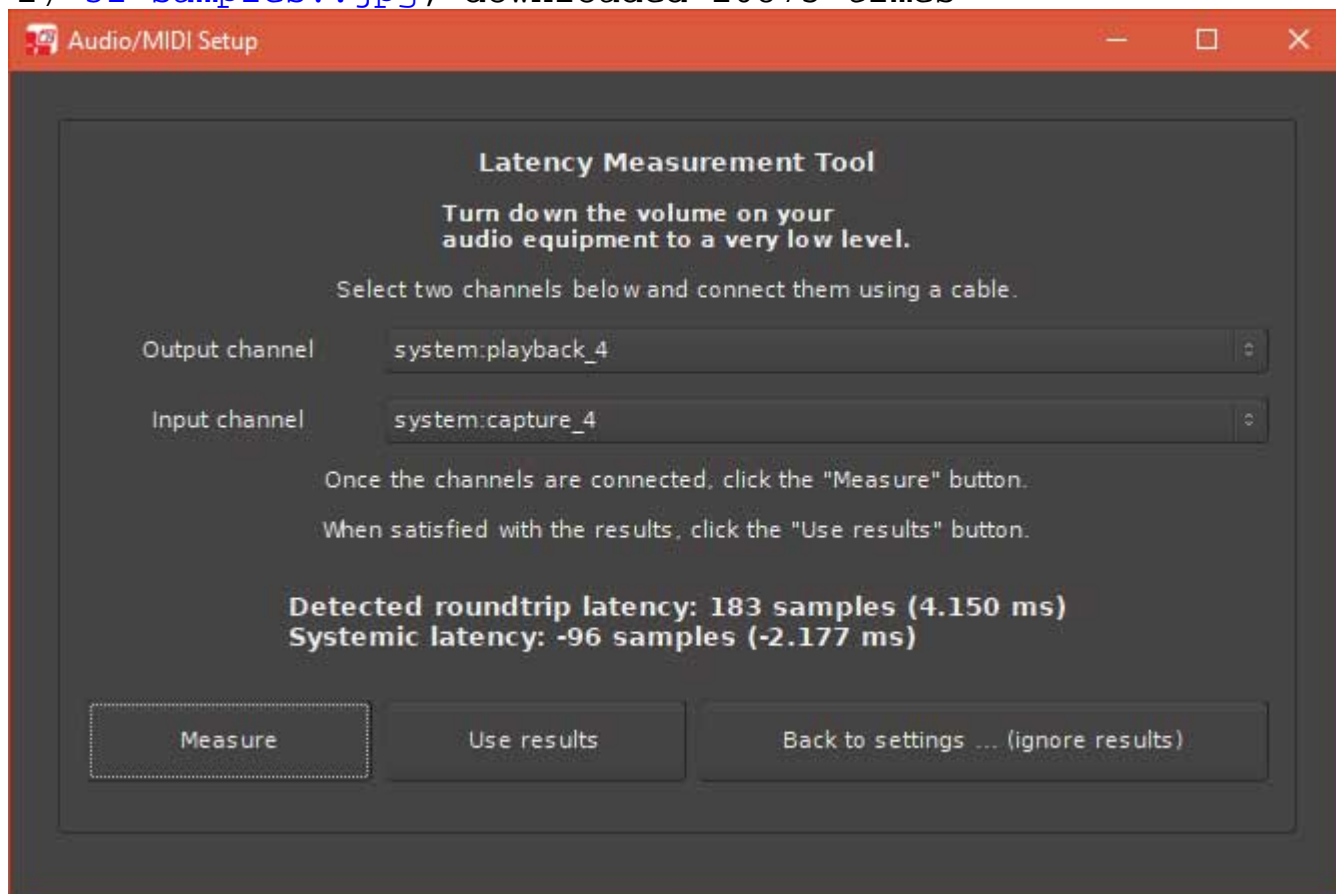 Audio/MIDI Setup
Latency Measurement Tool
Turn down the volume on your
audio equipment to a very low level.
Select two channels below and connect them using a cable.
Output channel system:playback_4
Input channel system:capture_4
Once the channels are connected, click the "Measure" button.
When satisfied with the results, click the "Use results" button.
Detected roundtrip latency: 183 samples (4.150 ms)
Systemic latency: -96 samples (-2.177 ms)
Measure Use results Back to settings ... (ignore results)